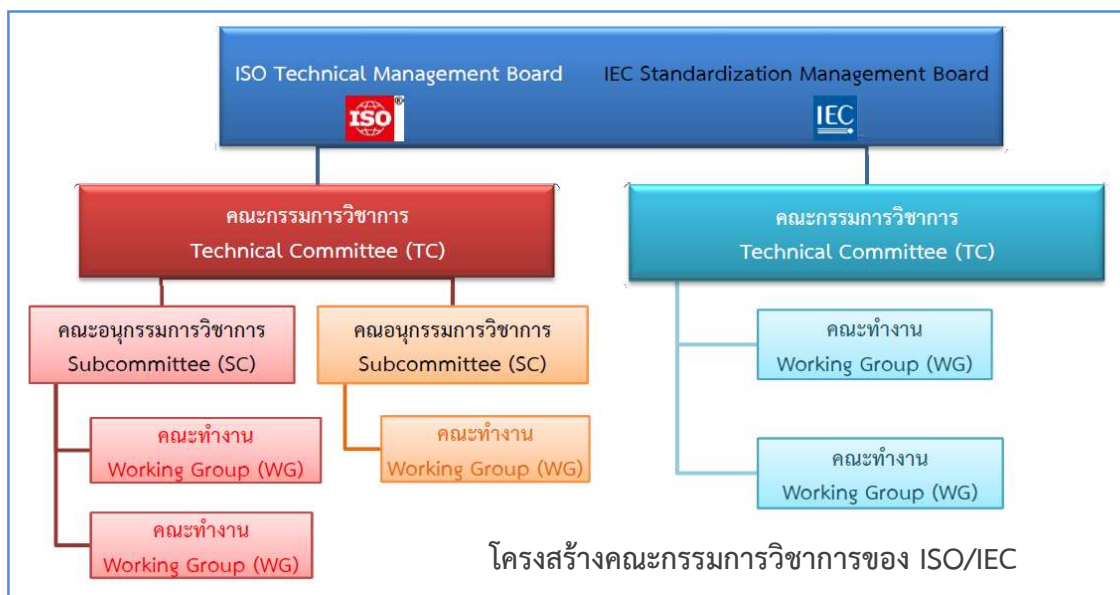 ISO Technical Management Board
IEC Standardization Management Board
ISO®
IEC
คณะกรรมการวิชาการ
Technical Committee (TC)
คณะกรรมการวิชาการ
Technical Committee (TC)
คณะอนุกรรมการวิชาการ
Subcommittee (SC)
คณอนุกรรมการวิชาการ
Subcommittee (SC)
คณะทำงาน
Working Group (WG)
คณะทำงาน
Working Group (WG)
คณะทำงาน
Working Group (WG)
คณะทำงาน
Working Group (WG)
คณะทำงาน
Working Group (WG)
โครงสร้างคณะกรรมการวิชาการของ ISO/IEC